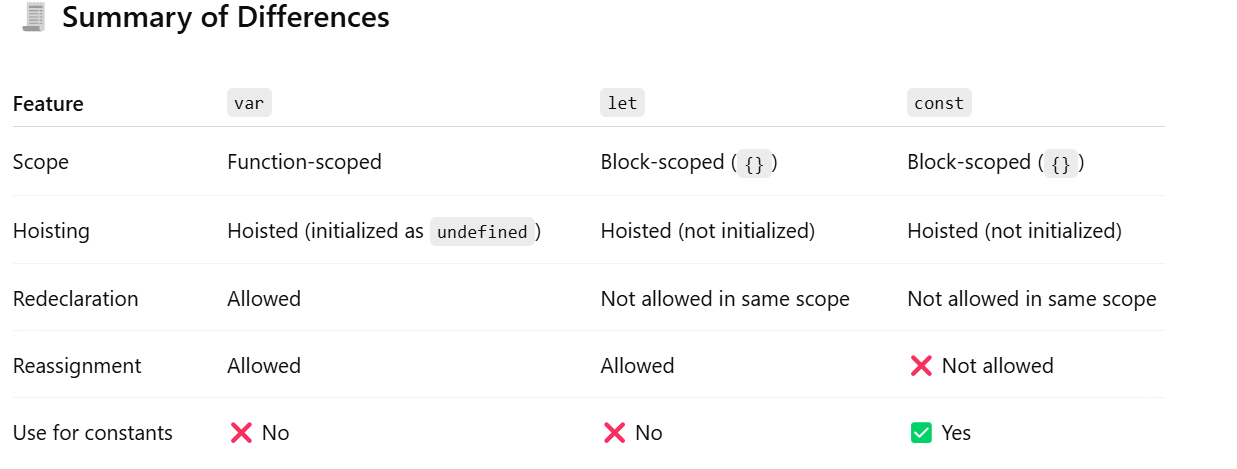 Summary of Differences
Feature var let const
Scope Function-scoped Block-scoped ({}) Block-scoped ({})
Hoisting Hoisted (initialized as undefined) Hoisted (not initialized) Hoisted (not initialized)
Redeclaration Allowed Not allowed in same scope Not allowed in same scope
Reassignment Allowed Allowed ❌ Not allowed
Use for constants ❌ No ❌ No ✅ Yes